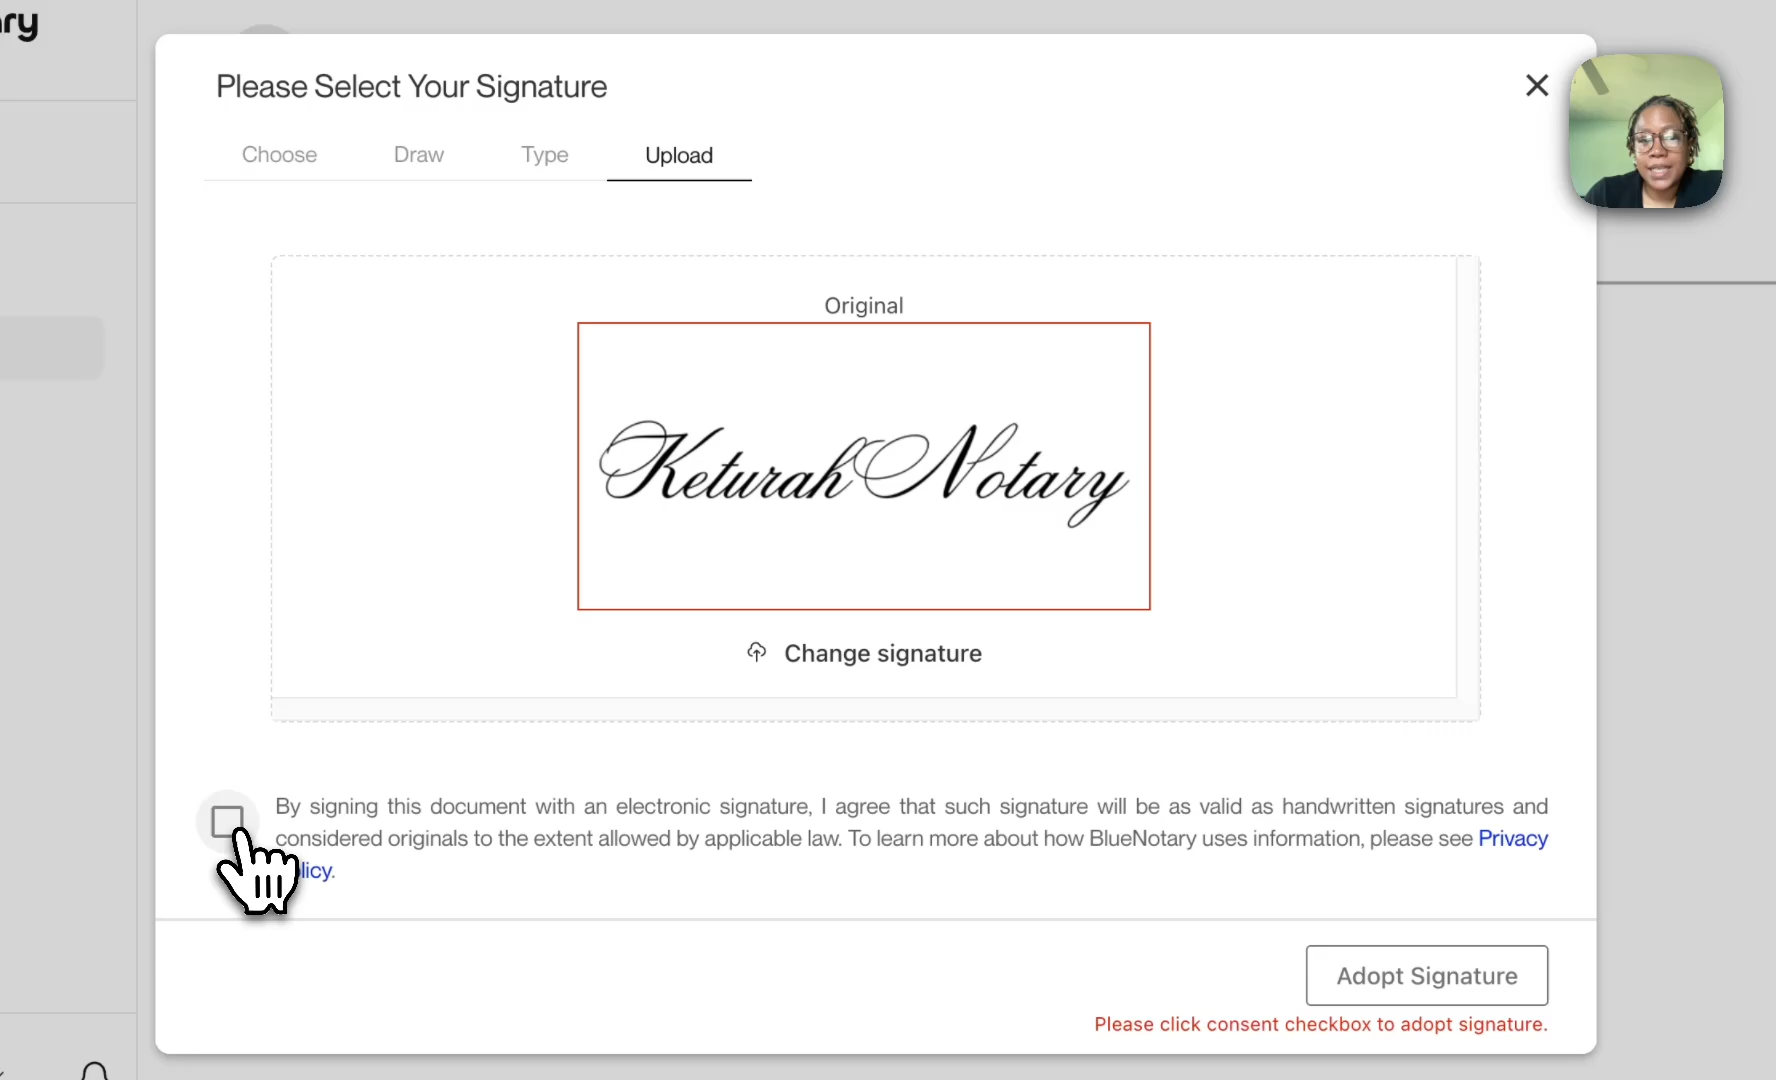 Please Select Your Signature
Choose Draw Type Upload
Original
Keturah Notary
Change signature
By signing this document with an electronic signature, I agree that such signature will be as valid as handwritten signatures and
considered originals to the extent allowed by applicable law. To learn more about how BlueNotary uses information, please see Privacy
licy.
Adopt Signature
Please click consent checkbox to adopt signature.